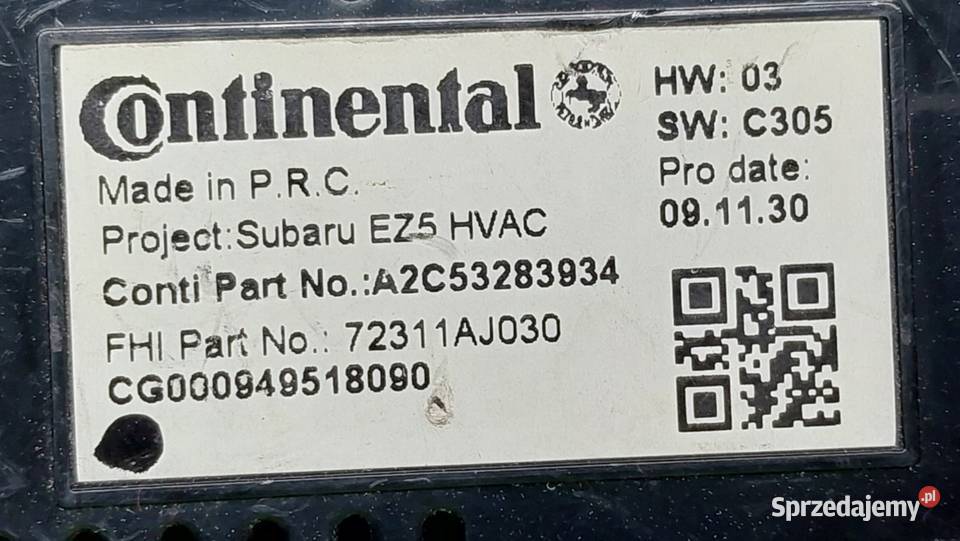 Continental
Made in P.R.C.
Project:Subaru EZ5 HVAC
Conti Part No.:A2C53283934
FHI Part No.: 72311AJ030
CG000949518090
HW: 03
SW: C305
Pro date:
09.11.30
Sprzedajemy.pl